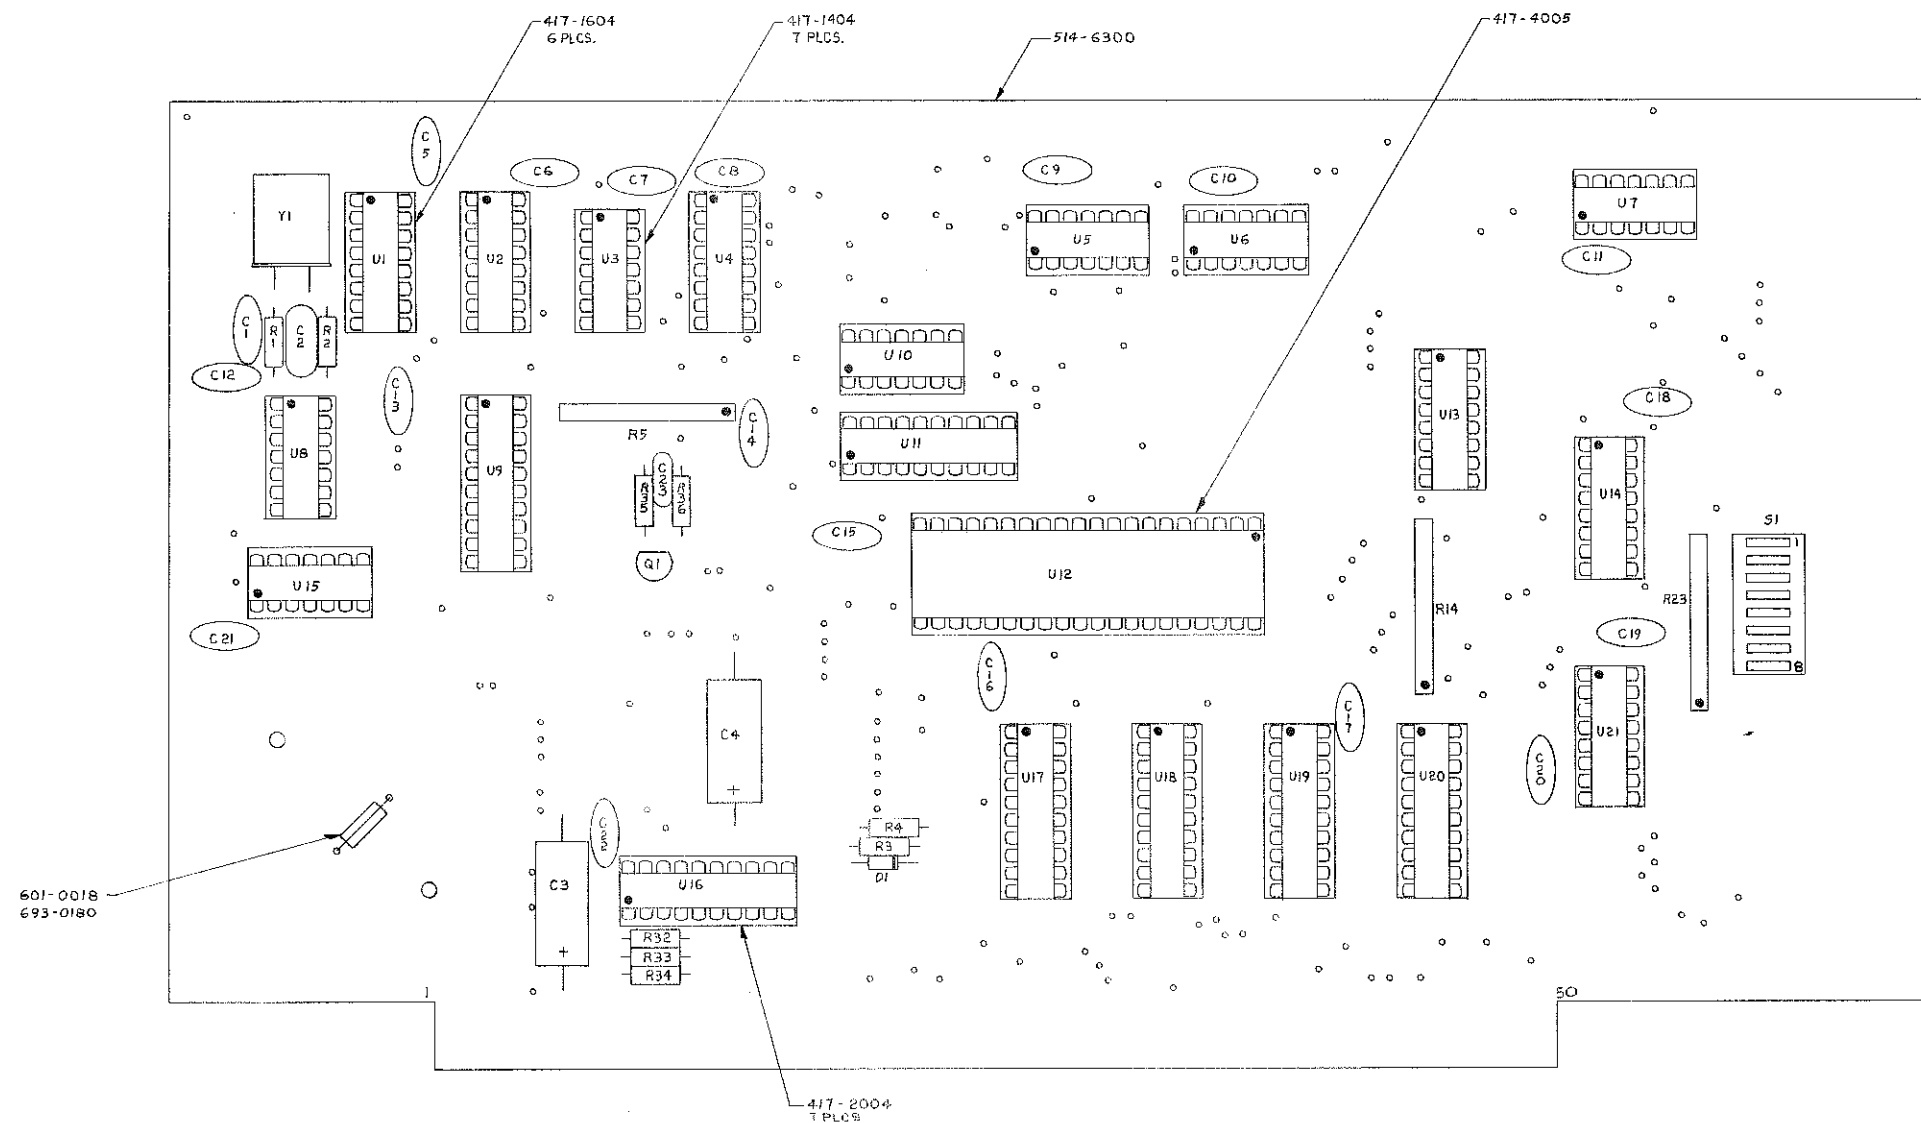 417-1604
6 PLCS.
417-1404
7 PLCS.
514-6300
417-4005
C5
C6
C7
C8
C9
C10
Y1
U1
U2
U3
U4
U5
U6
U7
C11
C1
R1
C2
R2
C12
C13
U10
U13
C18
R5
C14
U8
U9
U11
U14
R35
C23
R36
C15
S1
1
Q1
U12
U15
R14
R23
C21
C19
8
C16
C17
C4
U17
U18
U19
U20
U21
C20
C22
R4
R3
D1
C3
U16
601-0018
693-0180
R32
R33
R34
1
50
417-2004
7 PLCS